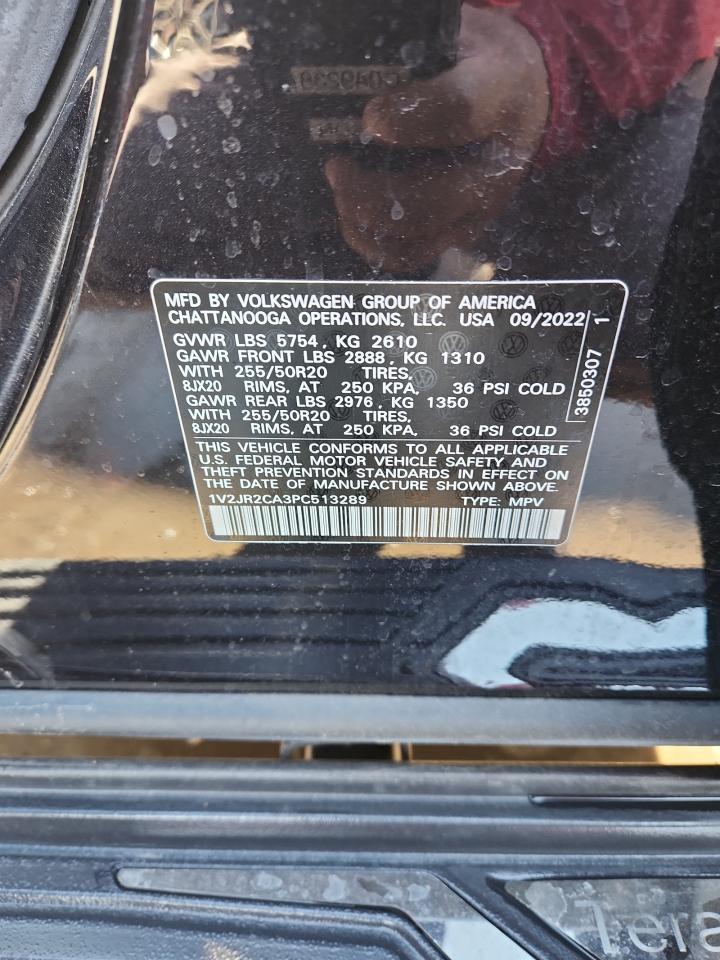 MFD BY VOLKSWAGEN GROUP OF AMERICA
CHATTANOOGA OPERATIONS, LLC. USA 09/2022
GVWR LBS 5754, KG 2610
GAWR FRONT LBS 2888, KG 1310
WITH 255/50R20 TIRES,
8JX20 RIMS, AT 250 KPA, 36 PSI COLD
GAWR REAR LBS 2976, KG 1350
WITH 255/50R20 TIRES,
8JX20 RIMS, AT 250 KPA, 36 PSI COLD
3850307 1
THIS VEHICLE CONFORMS TO ALL APPLICABLE
U.S. FEDERAL MOTOR VEHICLE SAFETY AND
THEFT PREVENTION STANDARDS IN EFFECT ON
THE DATE OF MANUFACTURE SHOWN ABOVE.
1V2JR2CA3PC513289 TYPE: MPV